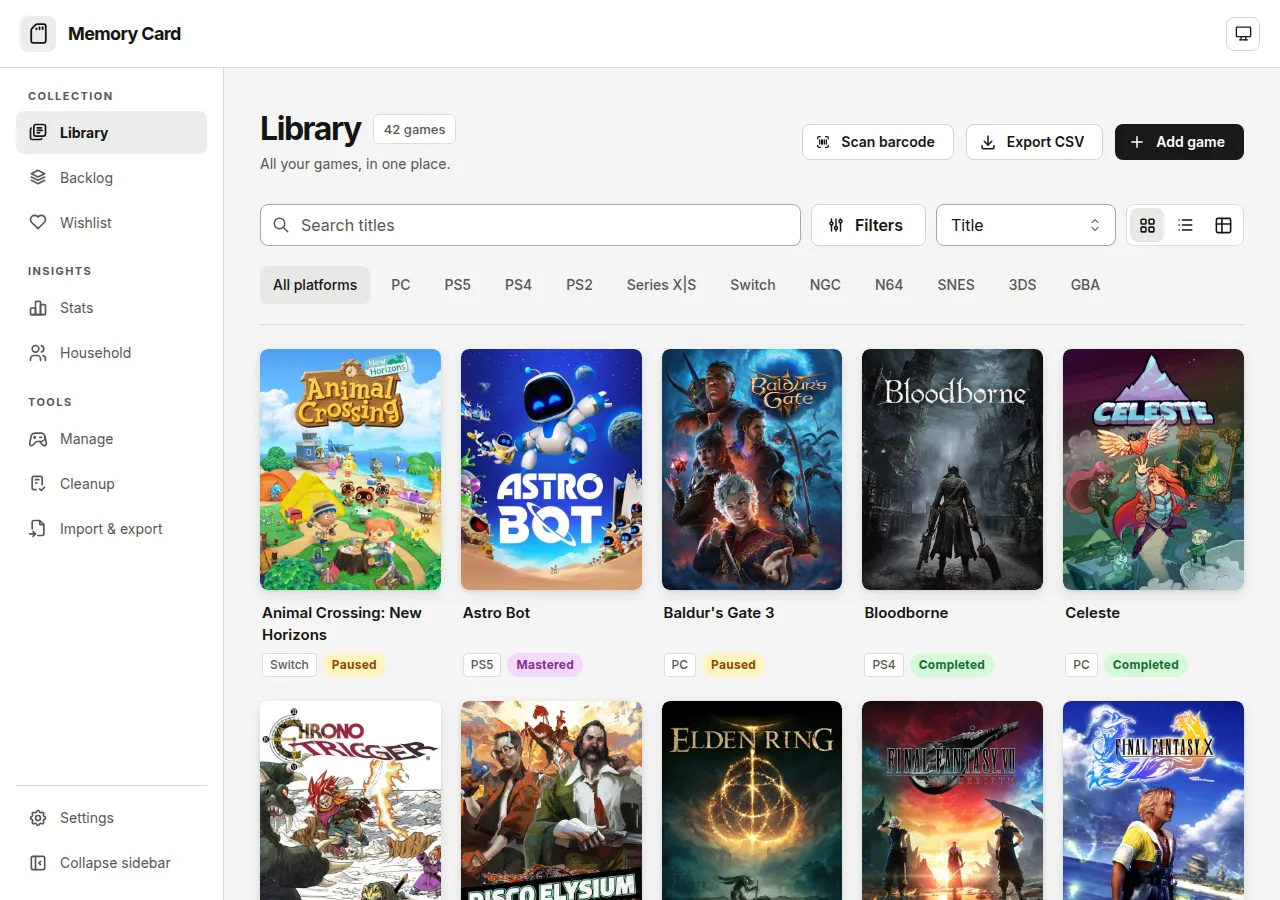 Memory Card
COLLECTION
Library
Backlog
Wishlist
INSIGHTS
Stats
Household
TOOLS
Manage
Cleanup
Import & export
Settings
Collapse sidebar
Library
42 games
All your games, in one place.
Scan barcode
Export CSV
Add game
Search titles
Filters
Title
All platforms
PC
PS5
PS4
PS2
Series X|S
Switch
NGC
N64
SNES
3DS
GBA
New
Horizons
Animal
Crossing
ASTRO
BOT
Baldur's
Gate
Bloodborne
CELESTE
Animal Crossing: New
Horizons
Switch
Paused
Astro Bot
PS5
Mastered
Baldur's Gate 3
PC
Paused
Bloodborne
PS4
Completed
Celeste
PC
Completed
CHRONO
TRIGGER
DISCO ELYSIUM
ELDEN RING
FINAL FANTASY VII
REBIRTH
FINAL FANTASY X